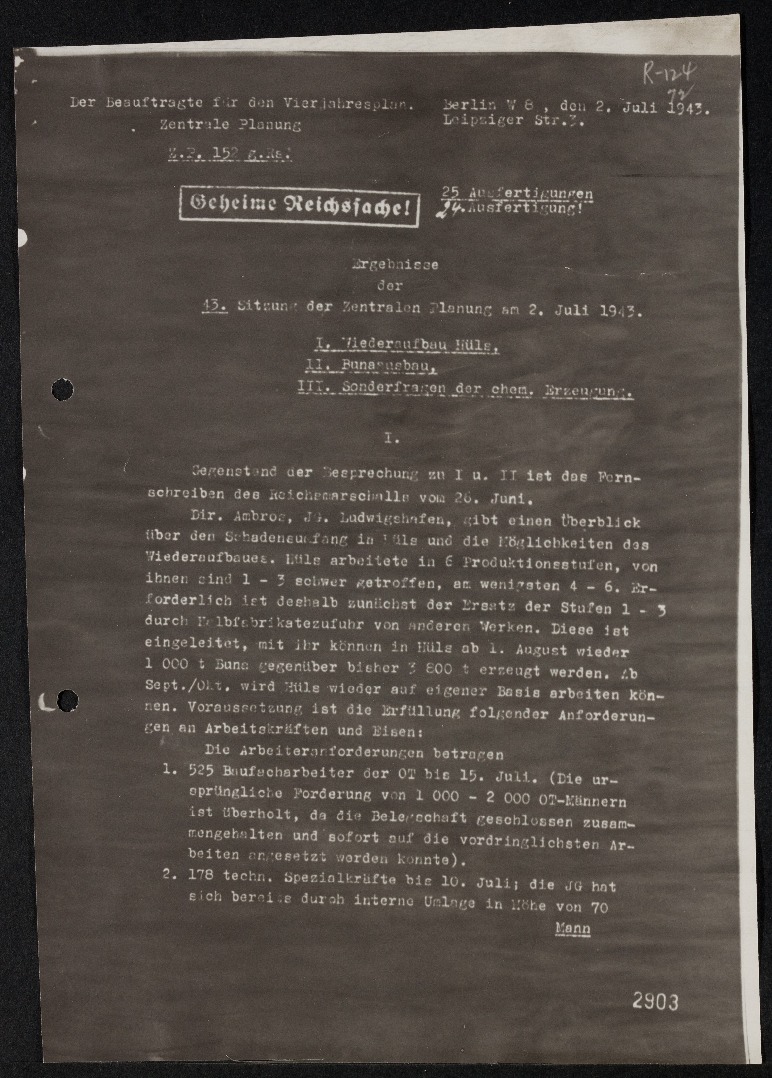 R-124
72
Der Beauftragte für den Vierjahresplan.
Zentrale Planung
Berlin W 8, den 2. Juli 1943.
Leipziger Str.3.
Z.P. 152 g.Rs.
Geheime Reichssache!
25 Ausfertigungen
24. Ausfertigung!
Ergebnisse
der
43. Sitzung der Zentralen Planung am 2. Juli 1943.
I. Wiederaufbau Hüls,
II. Bunaausbau,
III. Sonderfragen der chem. Erzeugung.
I.
Gegenstand der Besprechung zu I u. II ist das Fern-
schreiben des Reichsmarschalls vom 26. Juni.
Dir. Ambros, JG. Ludwigshafen, gibt einen Überblick
über den Schadensumfang in Hüls und die Möglichkeiten des
Wiederaufbaues. Hüls arbeitete in 6 Produktionsstufen, von
ihnen sind 1 - 3 schwer getroffen, am wenigsten 4 - 6. Er-
forderlich ist deshalb zunächst der Ersatz der Stufen 1 - 3
durch Halbfabrikatezufuhr von anderen Werken. Diese ist
eingeleitet, mit ihr können in Hüls ab 1. August wieder
1 000 t Buna gegenüber bisher 3 800 t erzeugt werden. Ab
Sept./Okt. wird Hüls wieder auf eigener Basis arbeiten kön-
nen. Voraussetzung ist die Erfüllung folgender Anforderun-
gen an Arbeitskräften und Eisen:
Die Arbeiteranforderungen betragen
1. 525 Baufacharbeiter der OT bis 15. Juli. (Die ur-
sprüngliche Forderung von 1 000 - 2 000 OT-Männern
ist überholt, da die Belegschaft geschlossen zusam-
mengehalten und sofort auf die vordringlichsten Ar-
beiten angesetzt werden konnte).
2. 178 techn. Spezialkräfte bis 10. Juli; die JG hat
sich bereits durch interne Umlage in Höhe von 70
Mann
2903